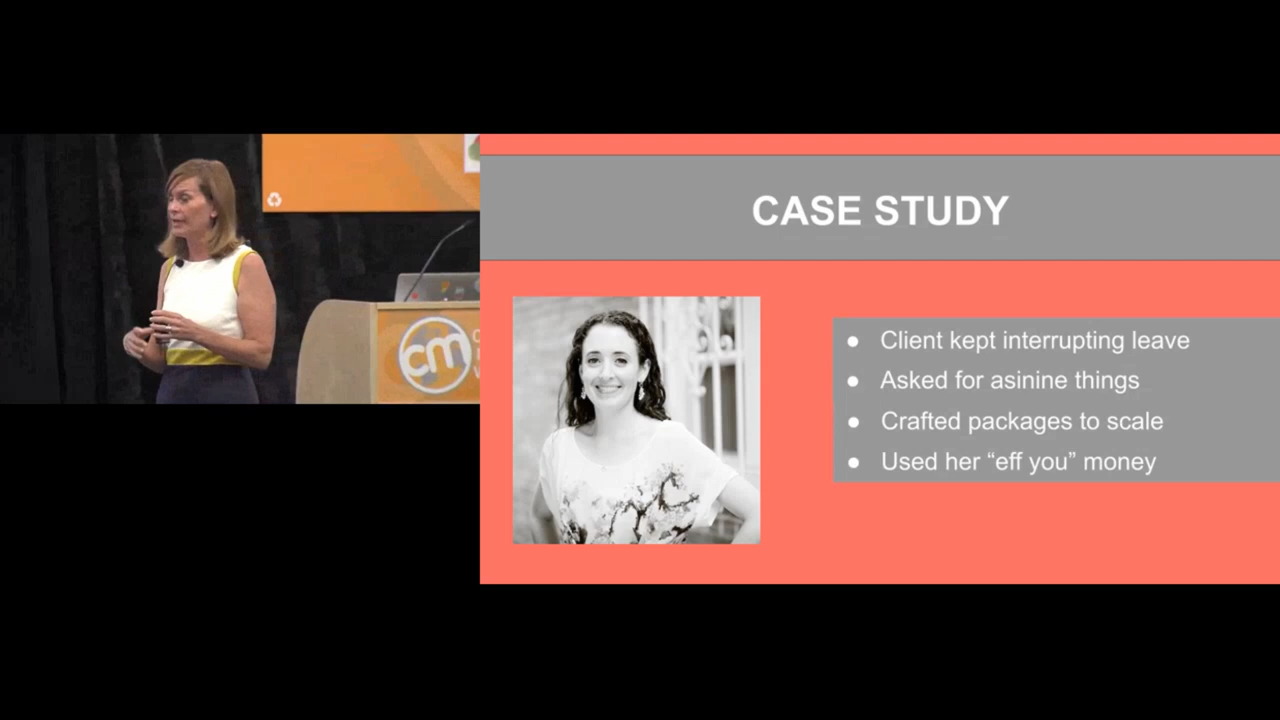 cm
CASE STUDY
● Client kept interrupting leave
● Asked for asinine things
● Crafted packages to scale
● Used her “eff you” money